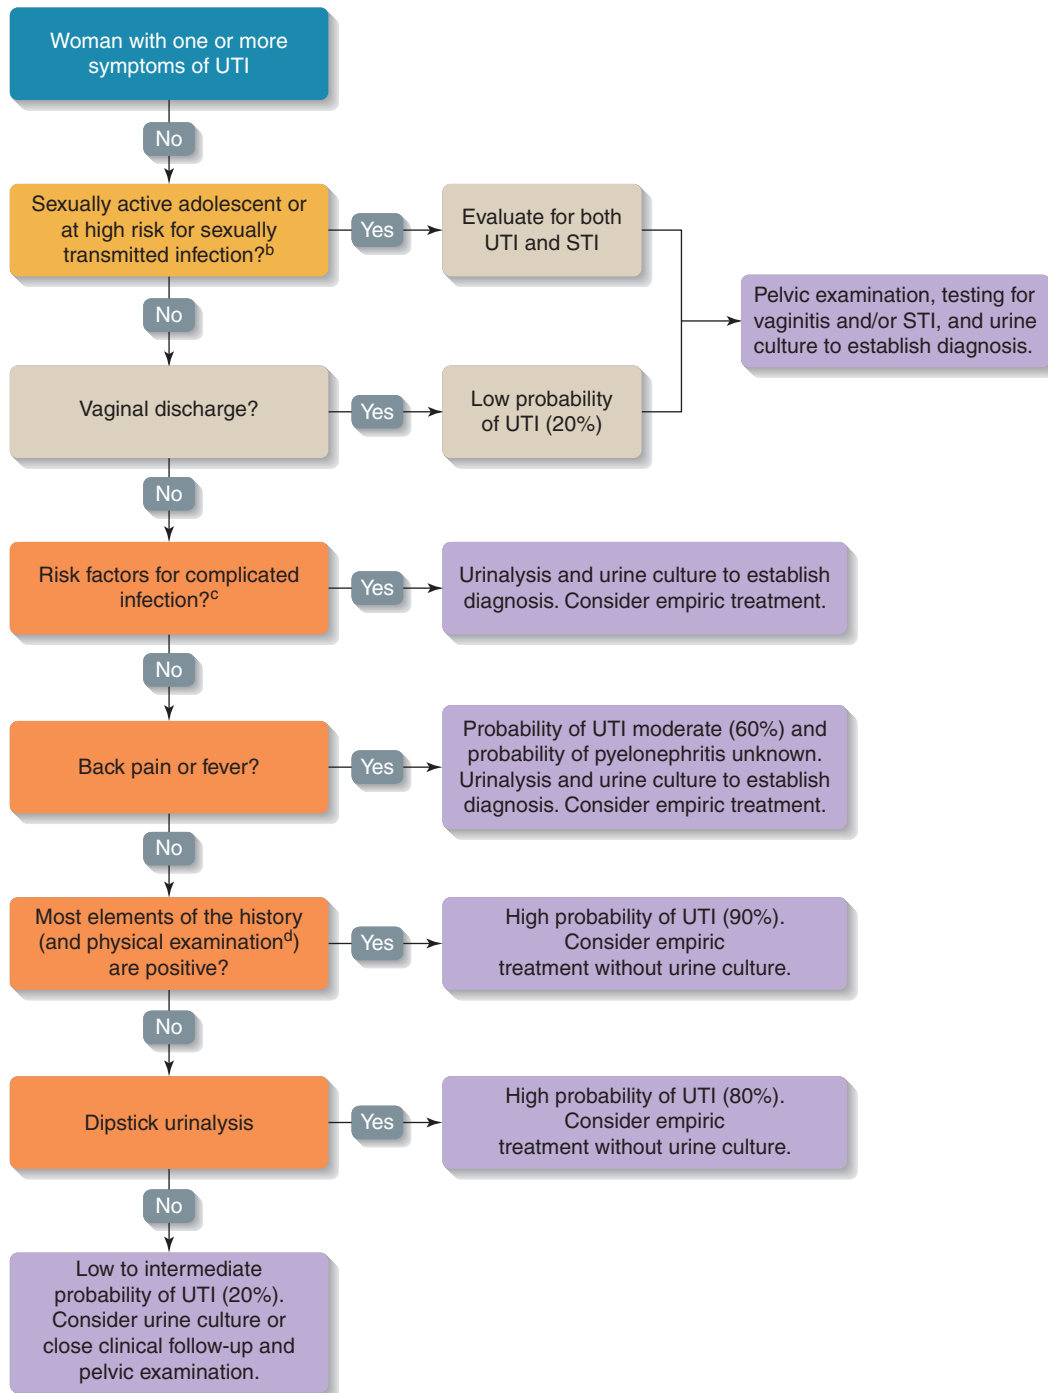 Woman with one or more
symptoms of UTI
No
Sexually active adolescent or
at high risk for sexually
transmitted infection?b
Yes
Evaluate for both
UTI and STI
Pelvic examination, testing for
vaginitis and/or STI, and urine
culture to establish diagnosis.
No
Vaginal discharge?
Yes
Low probability
of UTI (20%)
No
Risk factors for complicated
infection?c
Yes
Urinalysis and urine culture to establish
diagnosis. Consider empiric treatment.
No
Back pain or fever?
Yes
Probability of UTI moderate (60%) and
probability of pyelonephritis unknown.
Urinalysis and urine culture to establish
diagnosis. Consider empiric treatment.
No
Most elements of the history
(and physical examinationd)
are positive?
Yes
High probability of UTI (90%).
Consider empiric
treatment without urine culture.
No
Dipstick urinalysis
Yes
High probability of UTI (80%).
Consider empiric
treatment without urine culture.
No
Low to intermediate
probability of UTI (20%).
Consider urine culture or
close clinical follow-up and
pelvic examination.